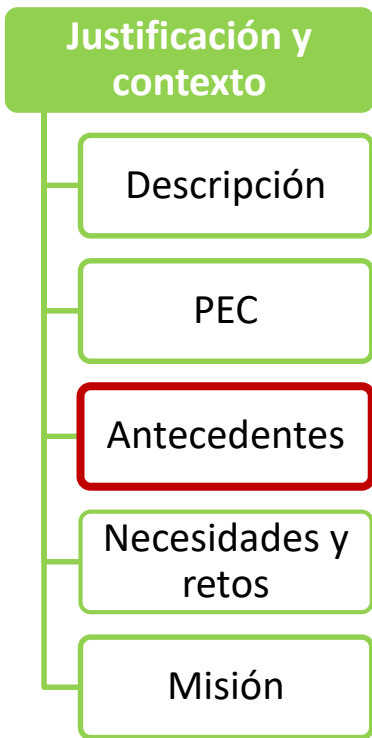 Justificación y
contexto
Descripción
PEC
Antecedentes
Necesidades y
retos
Misión